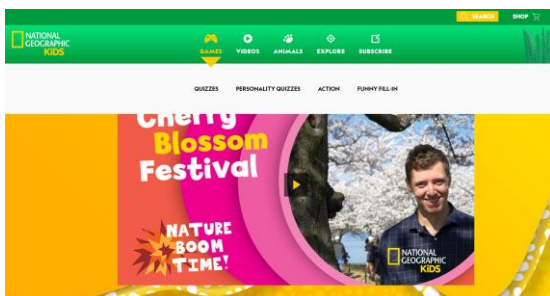 SEARCH SHOP
NATIONAL
GEOGRAPHIC
KiDS
GAMES VIDEOS ANIMALS EXPLORE SUBSCRIBE
QUIZZES PERSONALITY QUIZZES ACTION FUNNY FILL-IN
Cherry
Blossom
Festival
NATURE
BOOM
TIME!
NATIONAL
GEOGRAPHIC
KiDS